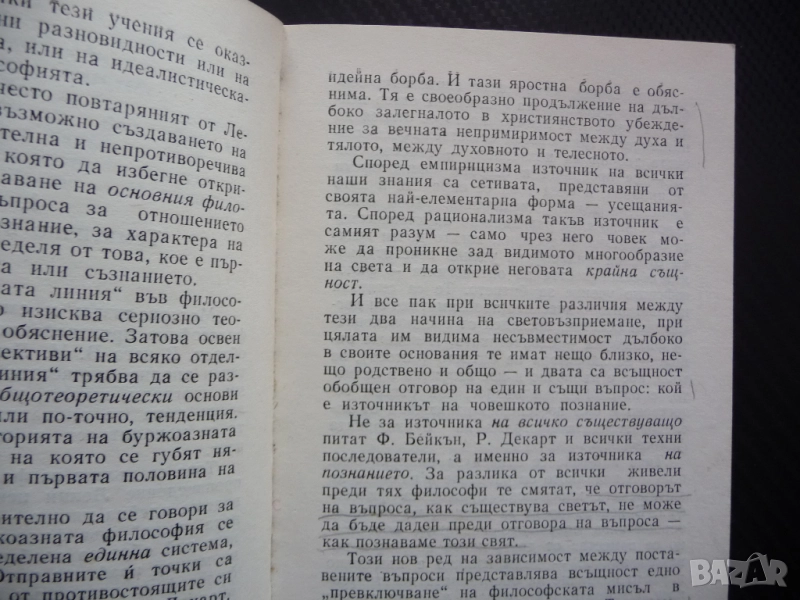 ки тези учения се оказ-
ни разновидности или на
а, или на идеалистическа-
ософията.
често повтаряният от Ле-
възможно създаването на
ителна и непротиворечива
която да избегне откри-
аване на основния фило-
въпроса за отношението
знание, за характера на
еделя от това, кое е пър-
а или съзнанието.
ата линия“ във филосо-
о изисква сериозно тео-
обяснение. Затова освен
ективи“ на всяко отдел-
линия“ трябва да се раз-
бщотеоретически основи
или по-точно, тенденция.
торията на буржоазната
на която се губят ня-
и първата половина на
рително да се говори за
жоазната философия се
еделена единна система,
Отправните ѝ точки са
от противостоящите си
идейна борба. И тази яростна борба е обяс-
нима. Тя е своеобразно продължение на дъл-
боко залегналото в християнството убежде-
ние за вечната непримиримост между духа и
тялото, между духовното и телесното.
Според емпирицизма източник на всички
наши знания са сетивата, представяни от
своята най-елементарна форма — усещания-
та. Според рационализма такъв източник е
самият разум — само чрез него човек мо-
же да проникне зад видимото многообразие
на света и да открие неговата крайна същ-
ност.
И все пак при всичките различия между
тези два начина на световъзприемане, при
цялата им видима несъвместимост дълбоко
в своите основания те имат нещо близко, не-
що родствено и общо — и двата са всъщност
обобщен отговор на един и същи въпрос: кой
е източникът на човешкото познание.
Не за източника на всичко съществуващо
питат Ф. Бейкън, Р. Декарт и всички техни
последователи, а именно за източника на
познанието. За разлика от всички живели
преди тях философи те смятат, че отговорът
на въпроса, как съществува светът, не може
да бъде даден преди отговора на въпроса —
как познаваме този свят.
Този нов ред на зависимост между поста-
вените въпроси представлява всъщност едно
„превключване“ на философската мисъл в
BAZAR